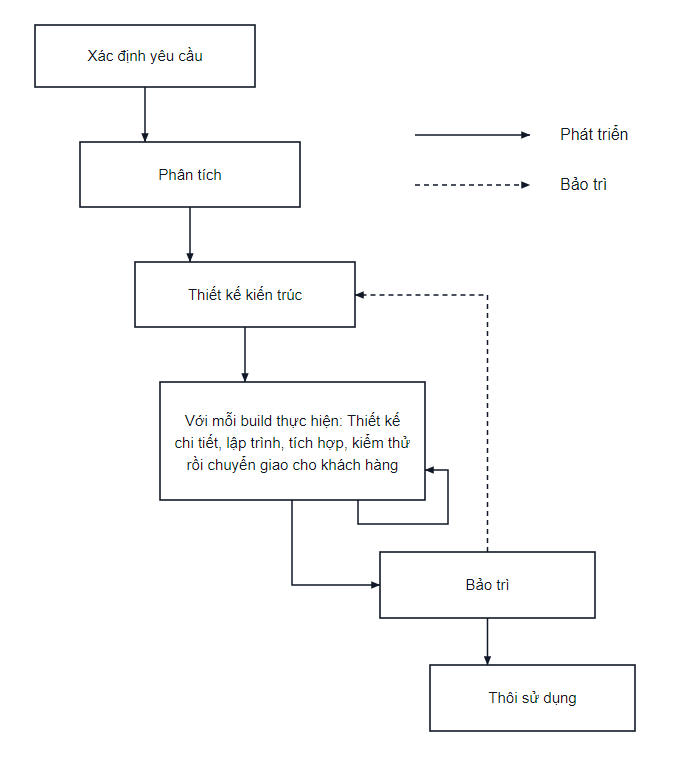 Xác định yêu cầu
Phát triển
Phân tích
Bảo trì
Thiết kế kiến trúc
Với mỗi build thực hiện: Thiết kế
chi tiết, lập trình, tích hợp, kiểm thử
rồi chuyển giao cho khách hàng
Bảo trì
Thôi sử dụng